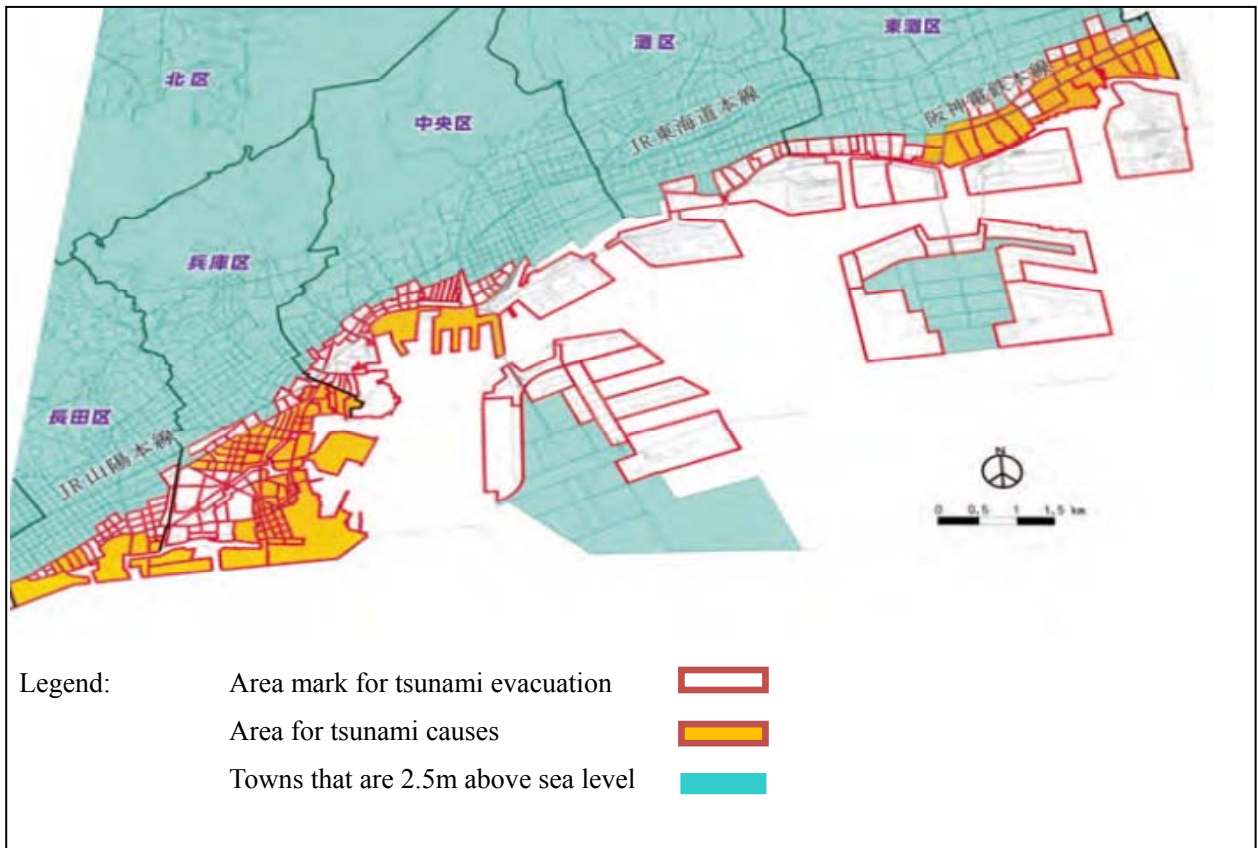 北区
灘区
東灘区
中央区
兵庫区
長田区
JR東海道本線
阪神電鉄本線
JR山陽本線
N
0 0.5 1 1.5 km
Legend:
Area mark for tsunami evacuation
Area for tsunami causes
Towns that are 2.5m above sea level